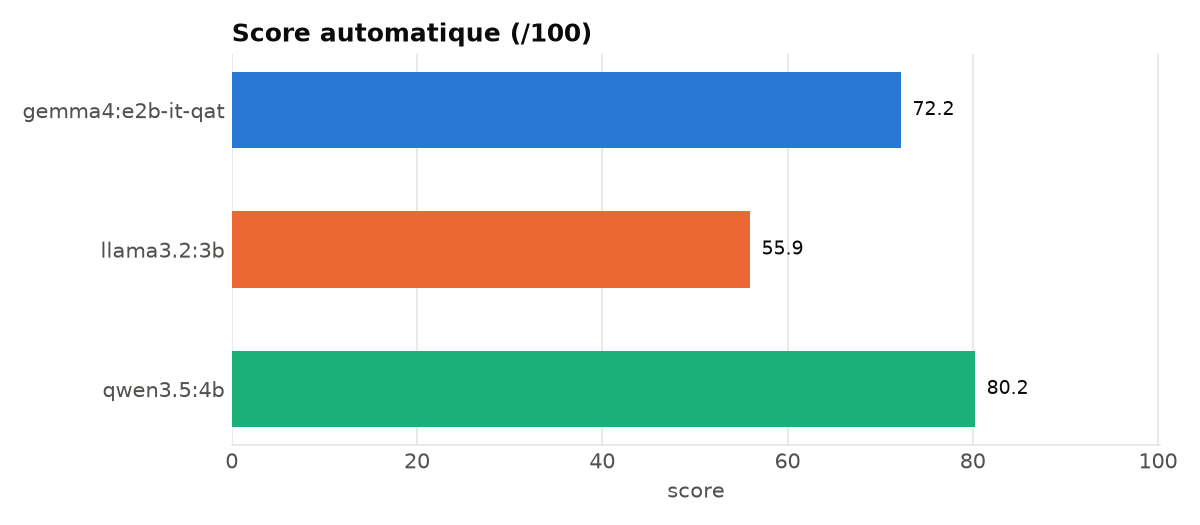 Score automatique (/100)
gemma4:e2b-it-qat 72.2
llama3.2:3b 55.9
qwen3.5:4b 80.2
0 20 40 60 80 100
score